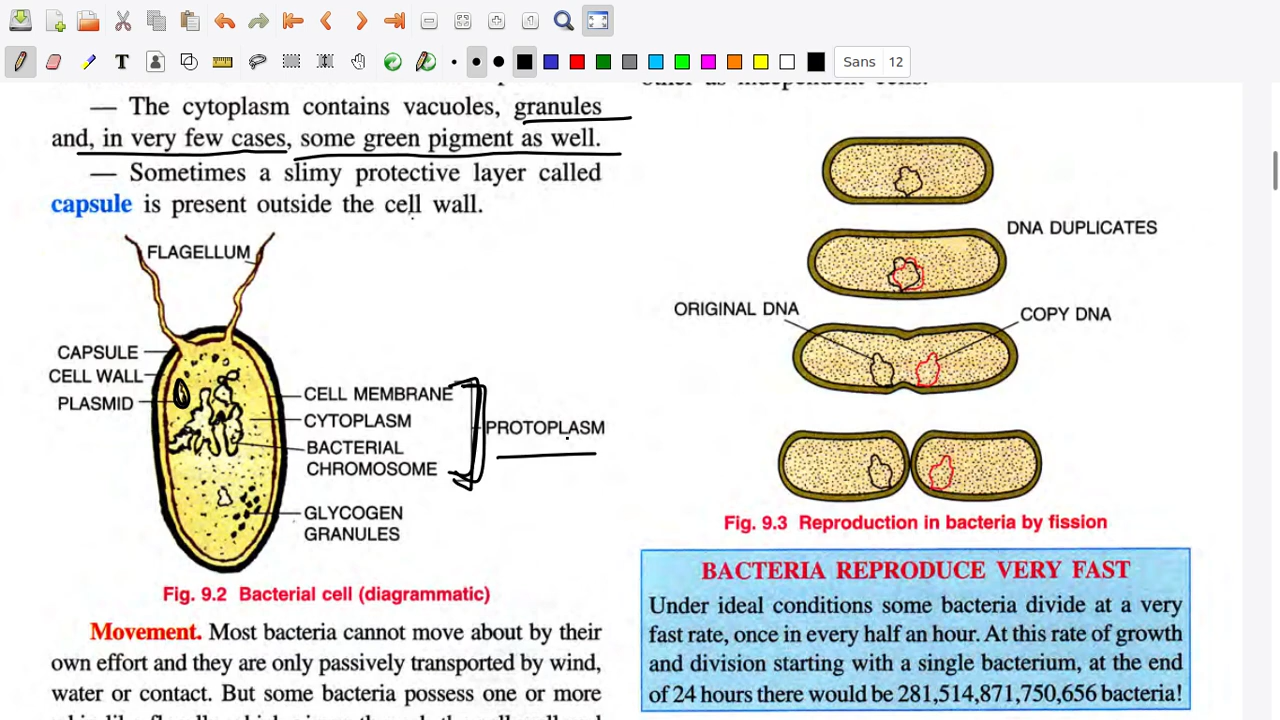 Sans 12
— The cytoplasm contains vacuoles, granules
and, in very few cases, some green pigment as well.
— Sometimes a slimy protective layer called
capsule is present outside the cell wall.
FLAGELLUM
CAPSULE
CELL WALL
PLASMID
CELL MEMBRANE
CYTOPLASM
BACTERIAL
CHROMOSOME
PROTOPLASM
GLYCOGEN
GRANULES
Fig. 9.2 Bacterial cell (diagrammatic)
Movement. Most bacteria cannot move about by their
own effort and they are only passively transported by wind,
water or contact. But some bacteria possess one or more
other as independent cells.
DNA DUPLICATES
ORIGINAL DNA
COPY DNA
Fig. 9.3 Reproduction in bacteria by fission
BACTERIA REPRODUCE VERY FAST
Under ideal conditions some bacteria divide at a very
fast rate, once in every half an hour. At this rate of growth
and division starting with a single bacterium, at the end
of 24 hours there would be 281,514,871,750,656 bacteria!